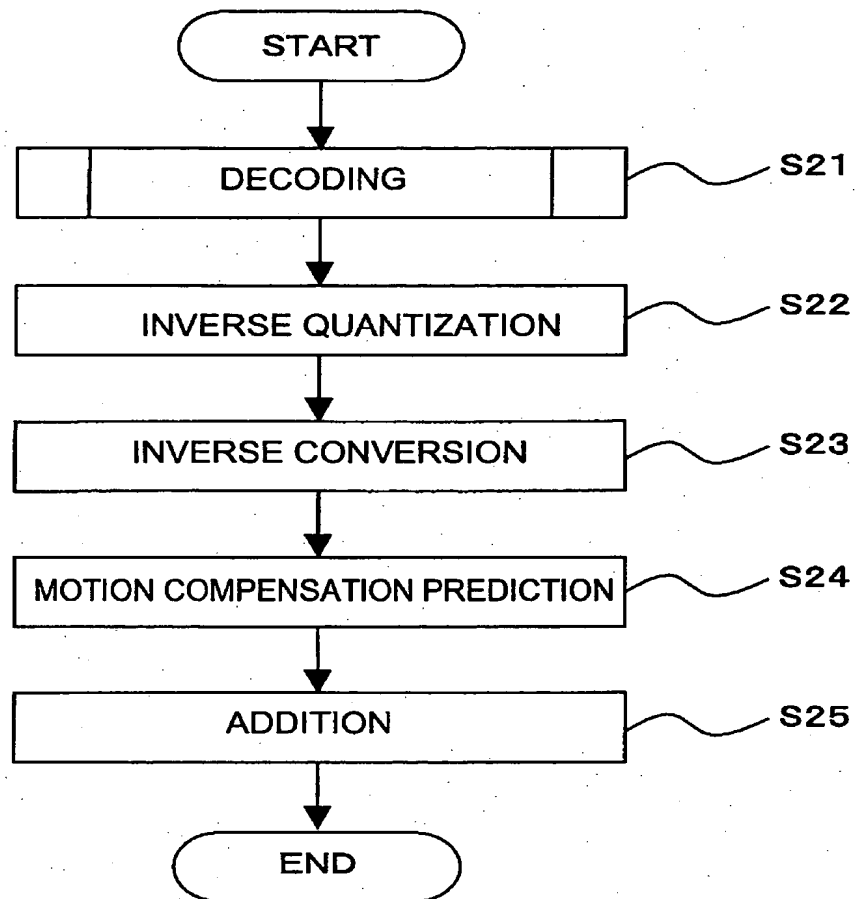 START
DECODING
S21
INVERSE QUANTIZATION
S22
INVERSE CONVERSION
S23
MOTION COMPENSATION PREDICTION
S24
ADDITION
S25
END